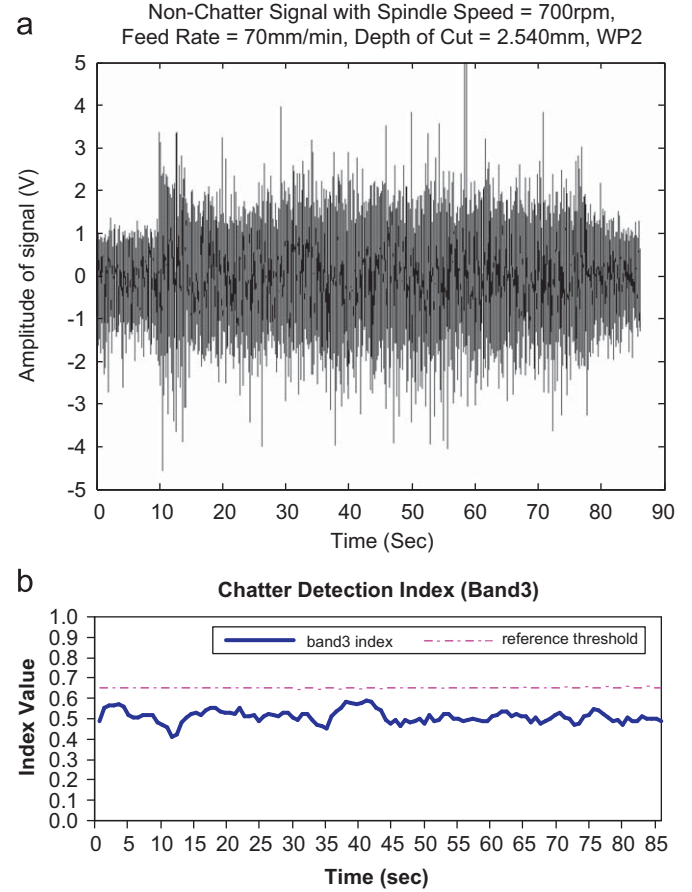 a
Non-Chatter Signal with Spindle Speed = 700rpm,
Feed Rate = 70mm/min, Depth of Cut = 2.540mm, WP2
5
4
3
2
1
0
-1
-2
-3
-4
-5
Amplitude of signal (V)
0 10 20 30 40 50 60 70 80 90
Time (Sec)
b
Chatter Detection Index (Band3)
band3 index
reference threshold
1.0
0.9
0.8
0.7
0.6
0.5
0.4
0.3
0.2
0.1
0.0
Index Value
0 5 10 15 20 25 30 35 40 45 50 55 60 65 70 75 80 85
Time (sec)